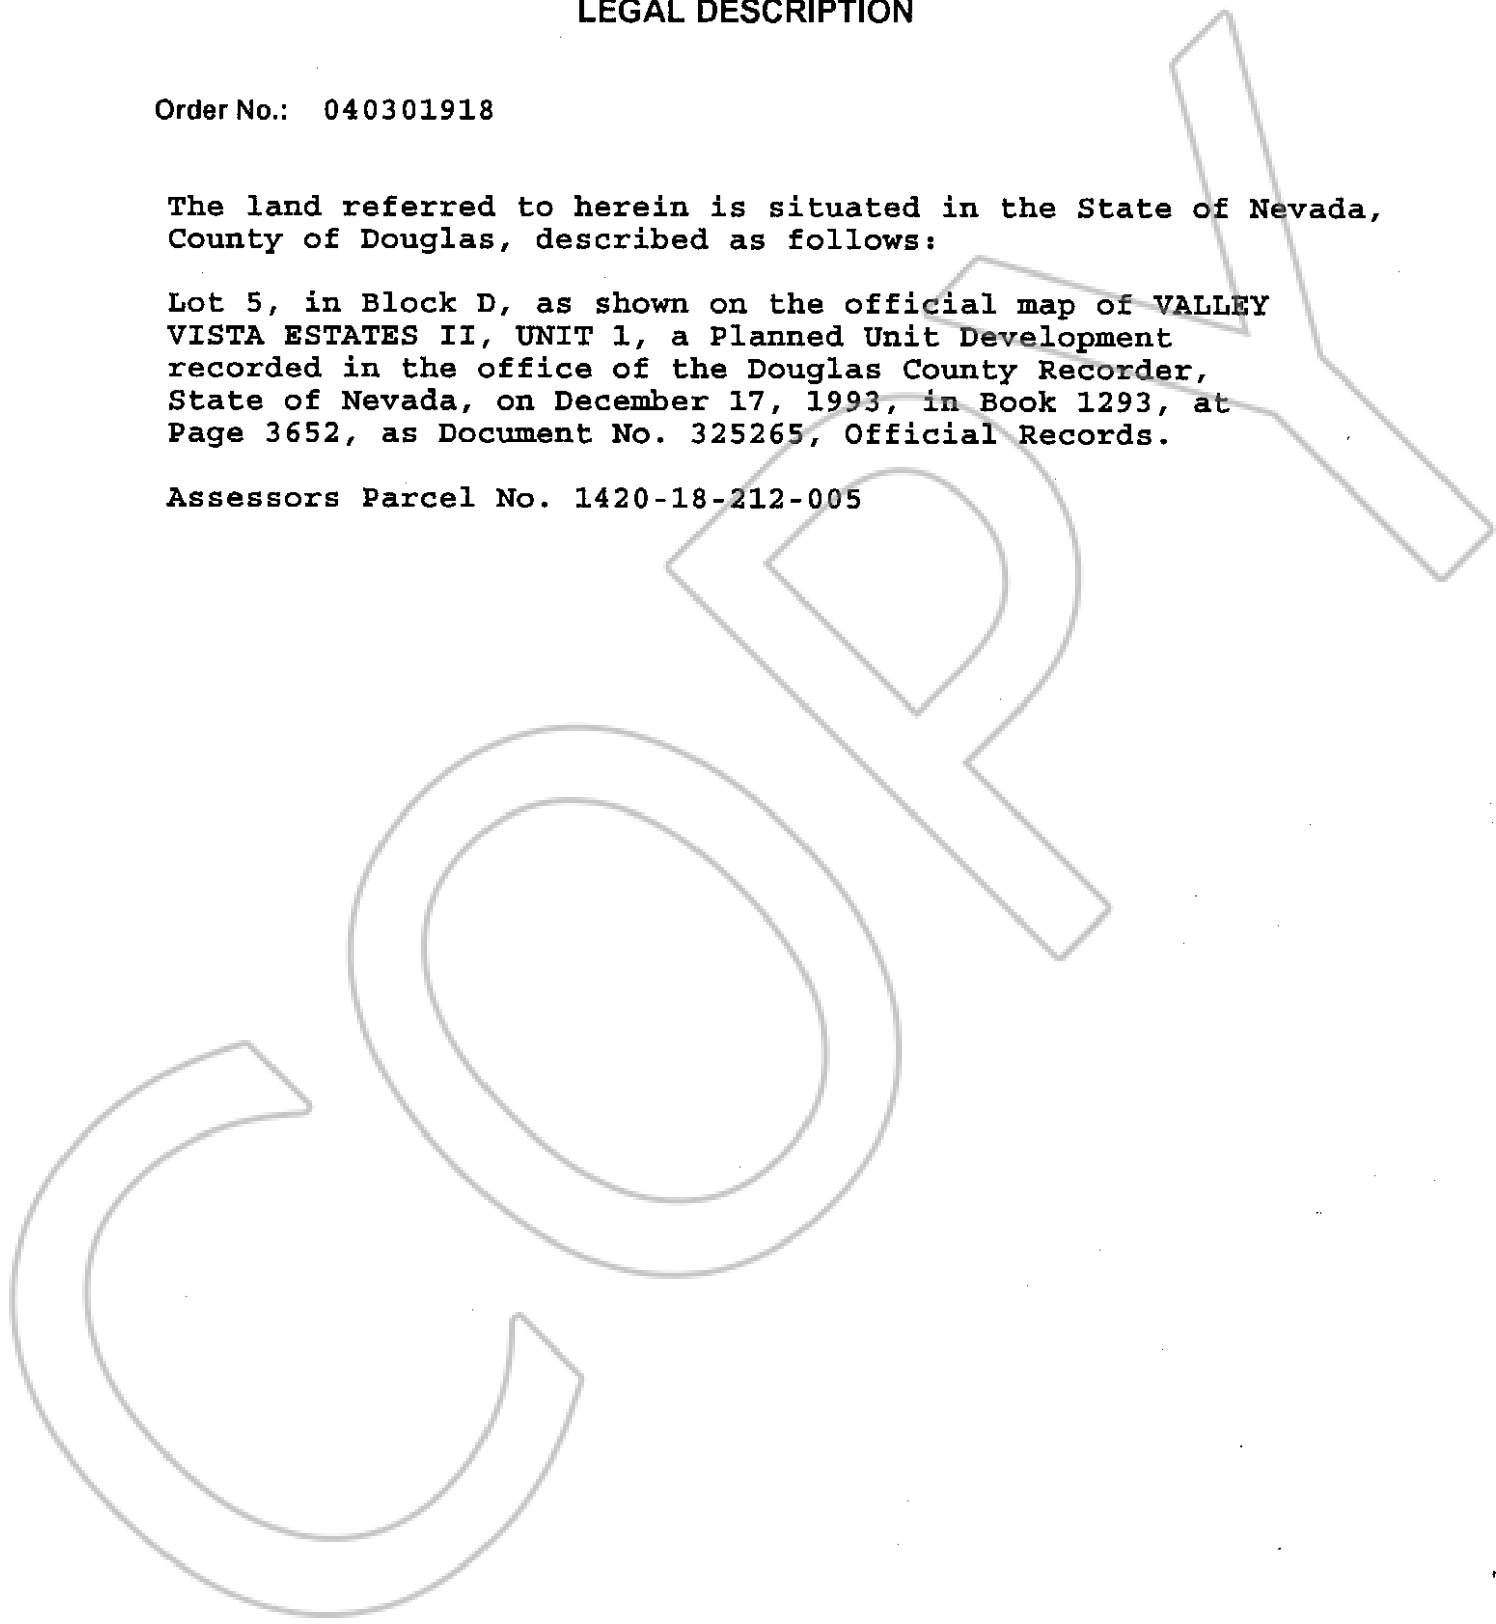 LEGAL DESCRIPTION
Order No.: 040301918
The land referred to herein is situated in the State of Nevada,
County of Douglas, described as follows:
Lot 5, in Block D, as shown on the official map of VALLEY
VISTA ESTATES II, UNIT 1, a Planned Unit Development
recorded in the office of the Douglas County Recorder,
State of Nevada, on December 17, 1993, in Book 1293, at
Page 3652, as Document No. 325265, Official Records.
Assessors Parcel No. 1420-18-212-005
COPY